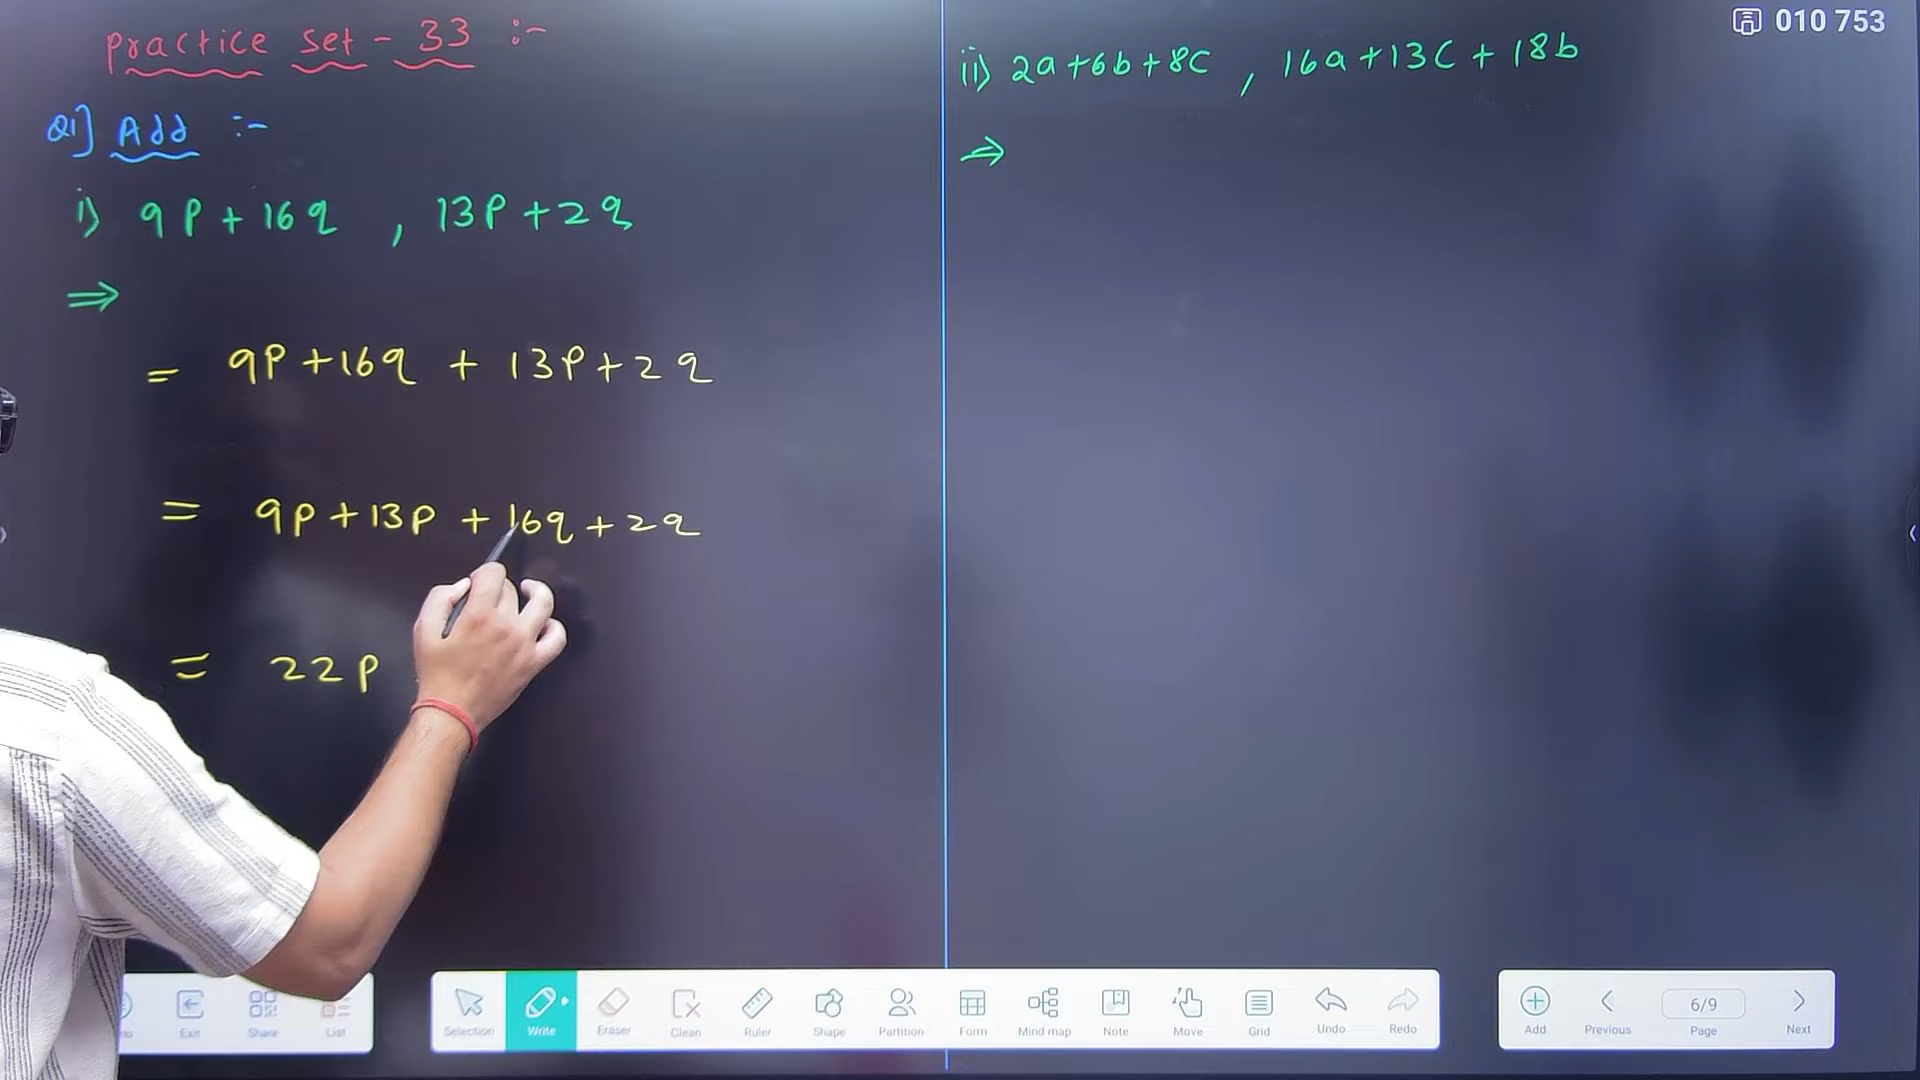 Practice set - 33 :-
Q1] Add :-
i) 9p+16q , 13p+2q
⇒
= 9p+16q + 13p+2q
= 9p+13p +16q+2q
= 22p
ii) 2a+6b+8c , 16a+13c+18b
⇒
010 753
Exit
Share
List
Selection
Write
Eraser
Clean
Ruler
Shape
Partition
Form
Mind map
Note
Move
Grid
Undo
Redo
Add
Previous
6/9
Page
Next